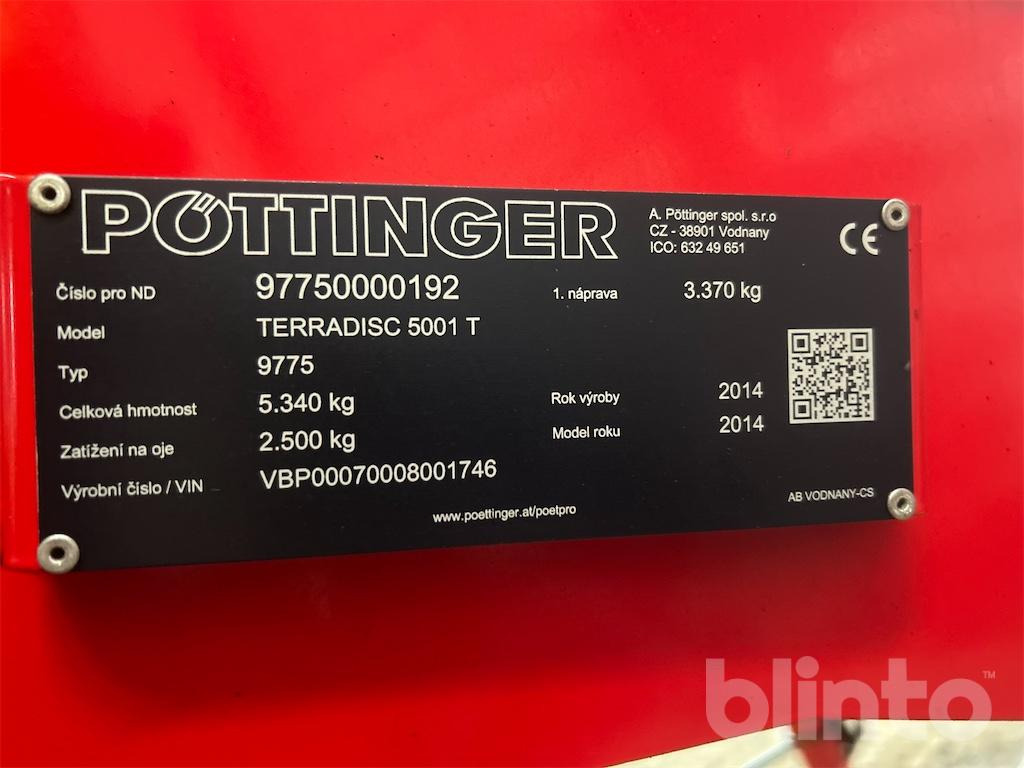 PÖTTINGER
A. Pöttinger spol. s.r.o
CZ - 38901 Vodnany
ICO: 632 49 651
CE
Číslo pro ND 97750000192 1. náprava 3.370 kg
Model TERRADISC 5001 T
Typ 9775
Celková hmotnost 5.340 kg Rok výroby 2014
Zatížení na oje 2.500 kg Model roku 2014
Výrobní číslo / VIN VBP00070008001746
www.poettinger.at/poetpro
AB VODNANY-CS
blinto™